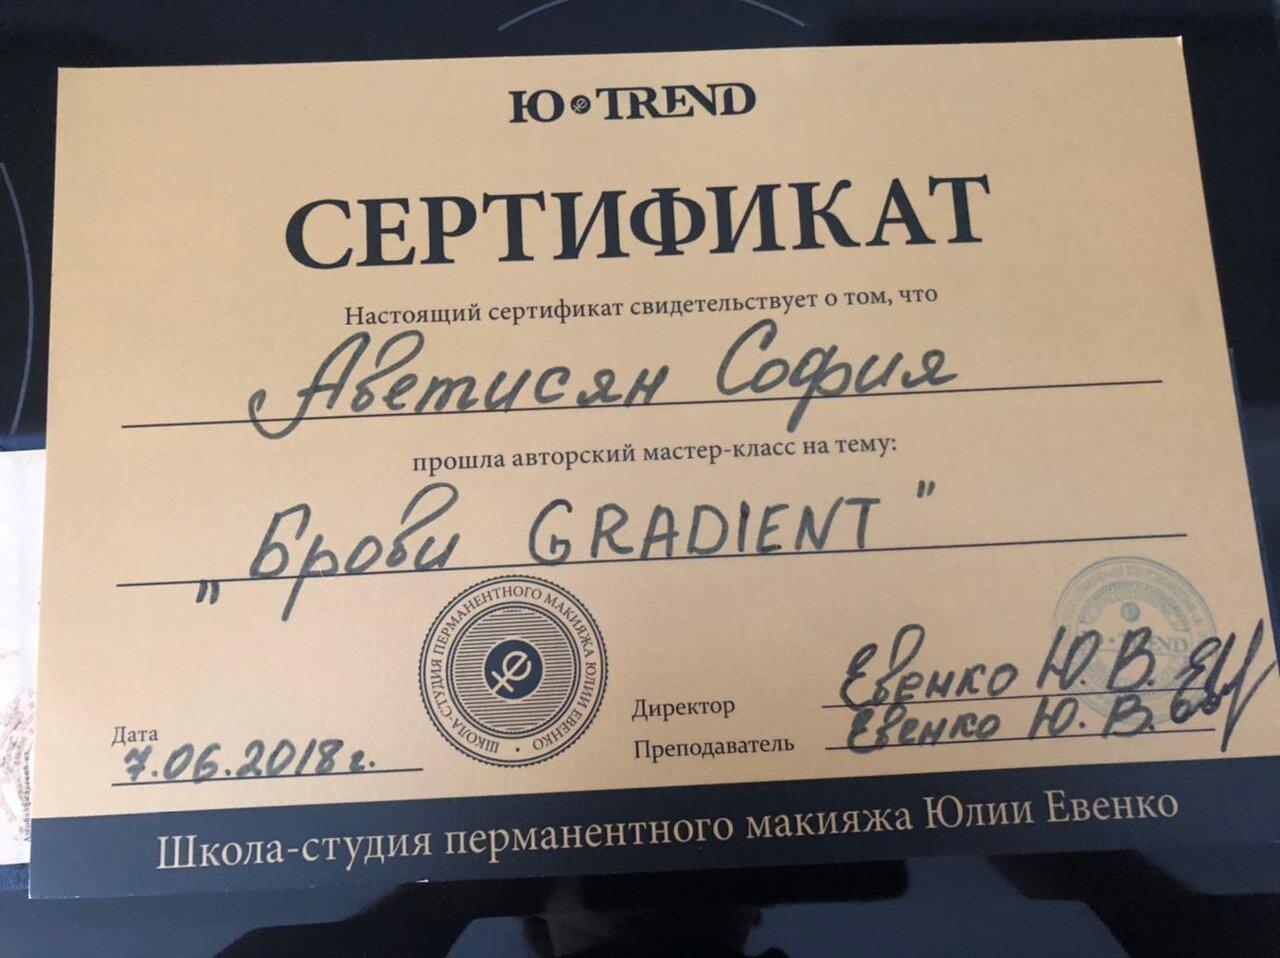 Ю TREND
СЕРТИФИКАТ
Настоящий сертификат свидетельствует о том, что
Аветисян София
прошла авторский мастер-класс на тему:
„Брови GRADIENT"
ШКОЛА-СТУДИЯ ПЕРМАНЕНТНОГО МАКИЯЖА ЮЛИИ ЕВЕНКО
Дата
7.06.2018г.
Директор Евенко Ю. В.
Преподаватель Евенко Ю. В.
TREND
Школа-студия перманентного макияжа Юлии Евенко